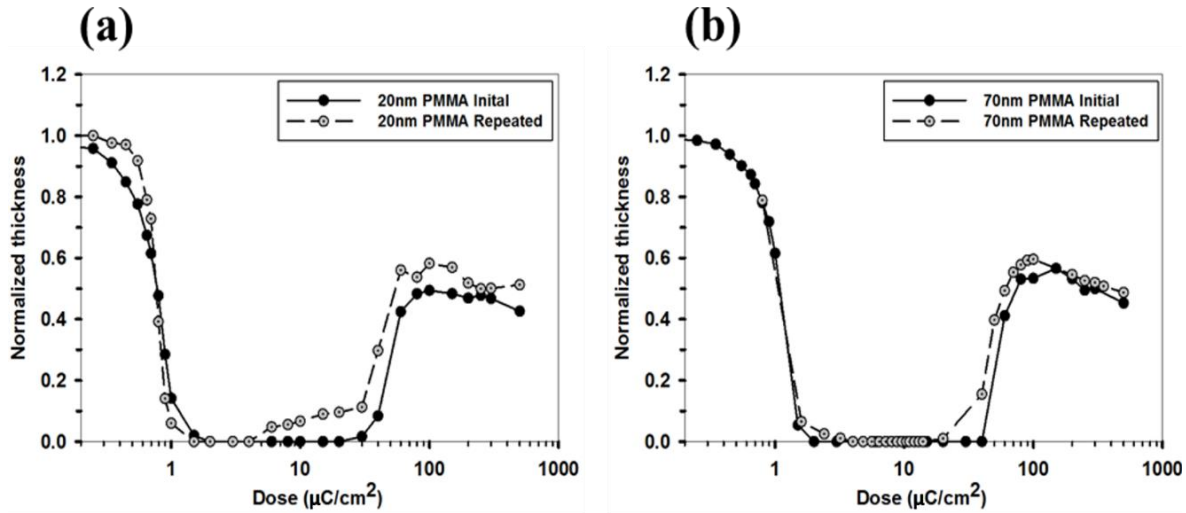 (a)
1.2
1.0
0.8
0.6
0.4
0.2
0.0
Normalized thickness
20nm PMMA Inital
20nm PMMA Repeated
1 10 100 1000
Dose (µC/cm²)
(b)
1.2
1.0
0.8
0.6
0.4
0.2
0.0
Normalized thickness
70nm PMMA Initial
70nm PMMA Repeated
1 10 100 1000
Dose (µC/cm²)